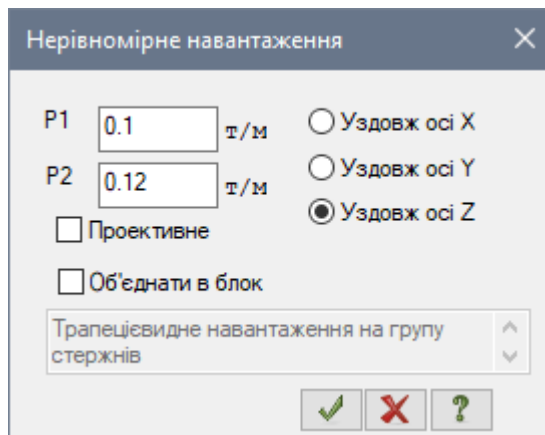 Нерівномірне навантаження
P1 0.1 т/м
Уздовж осі X
P2 0.12 т/м
Уздовж осі Y
Уздовж осі Z
Проективне
Об'єднати в блок
Трапецієвидне навантаження на групу
стержнів